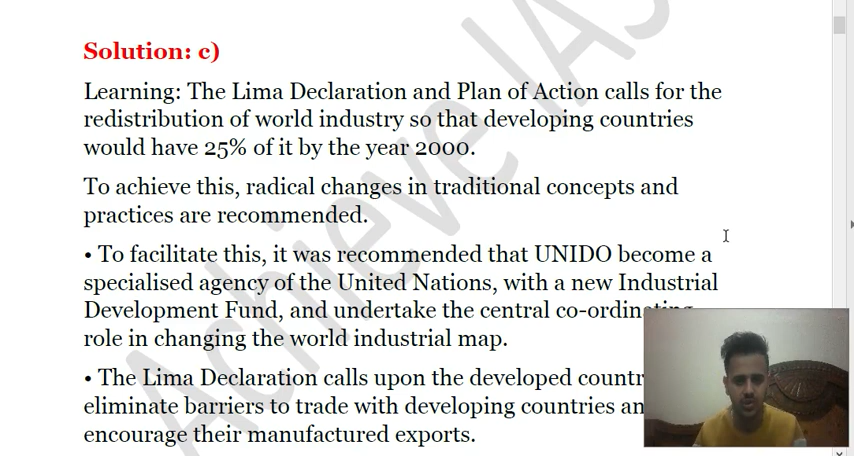 Solution: c)
Learning: The Lima Declaration and Plan of Action calls for the
redistribution of world industry so that developing countries
would have 25% of it by the year 2000.
To achieve this, radical changes in traditional concepts and
practices are recommended.
• To facilitate this, it was recommended that UNIDO become a
specialised agency of the United Nations, with a new Industrial
Development Fund, and undertake the central co-ordinating
role in changing the world industrial map.
• The Lima Declaration calls upon the developed
eliminate barriers to trade with developing countries
encourage their manufactured exports.
Achieve IAS